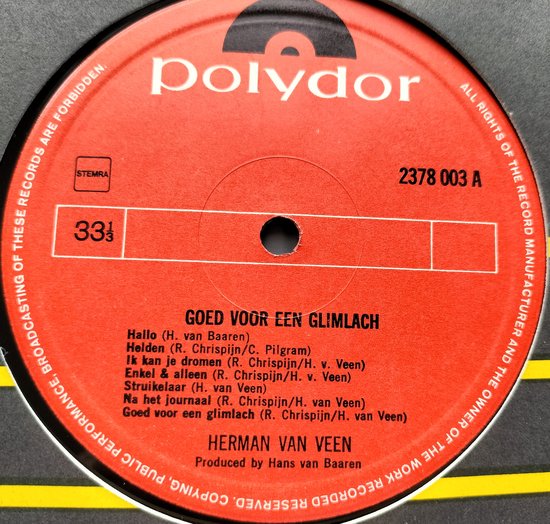 polydor
STEMRA
2378 003 A
33⅓
GOED VOOR EEN GLIMLACH
Hallo (H. van Baaren)
Helden (R. Chrispijn/C. Pilgram)
Ik kan je dromen (R. Chrispijn/H. v. Veen)
Enkel & alleen (R. Chrispijn/H. v. Veen)
Struikelaar (H. van Veen)
Na het journaal (R. Chrispijn/H. v. Veen)
Goed voor een glimlach (R. Chrispijn/H. van Veen)
HERMAN VAN VEEN
Produced by Hans van Baaren
ALL RIGHTS OF THE RECORD MANUFACTURER AND THE OWNER OF THE WORK RECORDED RESERVED. COPYING, PUBLIC PERFORMANCE, BROADCASTING OF THESE RECORDS ARE FORBIDDEN.